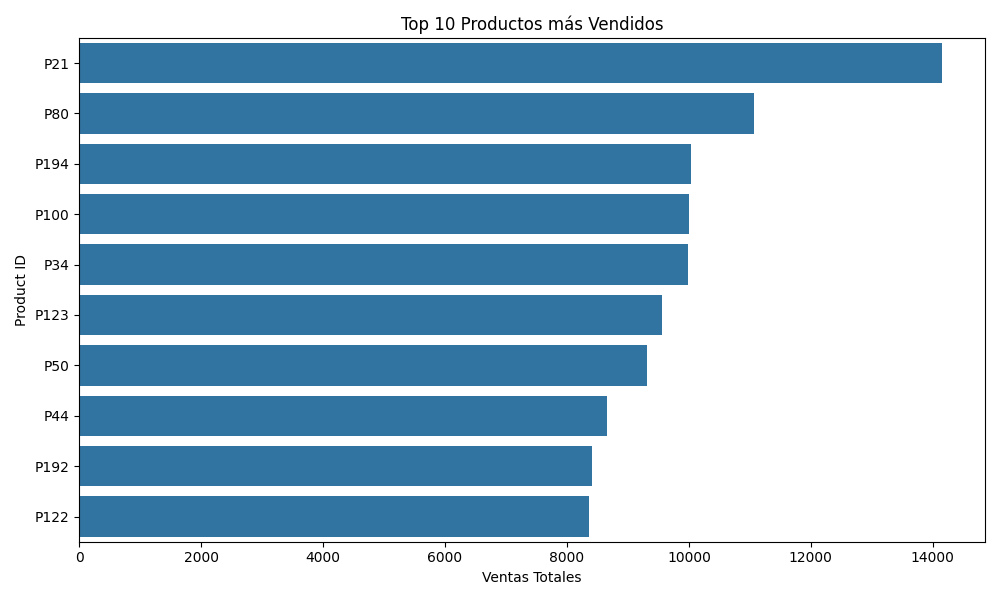 Top 10 Productos más Vendidos
Product ID
P21
P80
P194
P100
P34
P123
P50
P44
P192
P122
0 2000 4000 6000 8000 10000 12000 14000
Ventas Totales